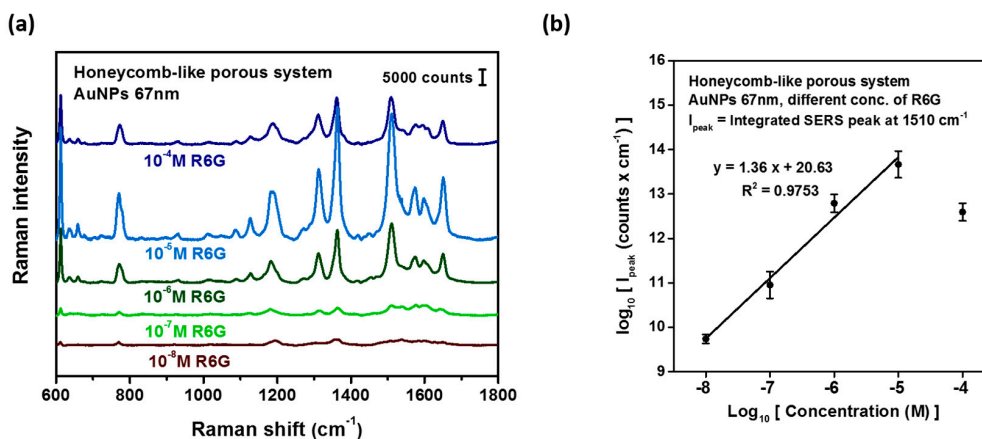 (a)
Honeycomb-like porous system
AuNPs 67nm
5000 counts
10⁻⁴M R6G
10⁻⁵M R6G
10⁻⁶M R6G
10⁻⁷M R6G
10⁻⁸M R6G
Raman intensity
600 800 1000 1200 1400 1600 1800
Raman shift (cm⁻¹)
(b)
Honeycomb-like porous system
AuNPs 67nm, different conc. of R6G
I_peak = Integrated SERS peak at 1510 cm⁻¹
y = 1.36 x + 20.63
R² = 0.9753
log₁₀ [ I_peak (counts x cm⁻¹) ]
16
15
14
13
12
11
10
9
-8 -7 -6 -5 -4
Log₁₀ [ Concentration (M) ]